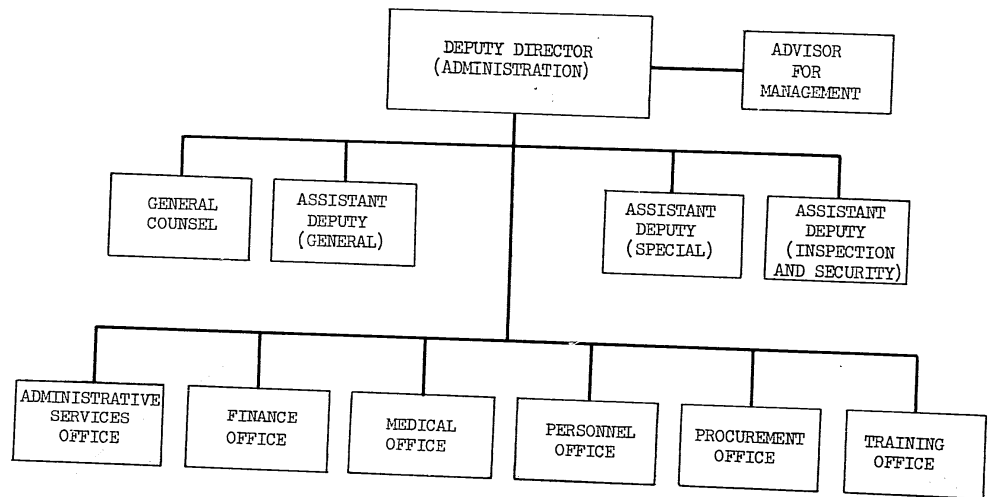 DEPUTY DIRECTOR
(ADMINISTRATION)
ADVISOR
FOR
MANAGEMENT
GENERAL
COUNSEL
ASSISTANT
DEPUTY
(GENERAL)
ASSISTANT
DEPUTY
(SPECIAL)
ASSISTANT
DEPUTY
(INSPECTION
AND SECURITY)
ADMINISTRATIVE
SERVICES
OFFICE
FINANCE
OFFICE
MEDICAL
OFFICE
PERSONNEL
OFFICE
PROCUREMENT
OFFICE
TRAINING
OFFICE